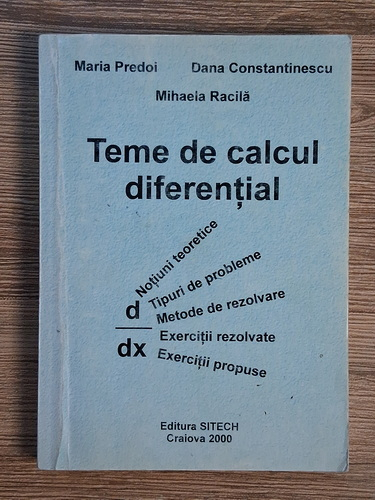 Maria Predoi Dana Constantinescu
Mihaela Racilă
Teme de calcul
diferențial
Noțiuni teoretice
Tipuri de probleme
Metode de rezolvare
Exerciții rezolvate
Exerciții propuse
d
dx
Editura SITECH
Craiova 2000